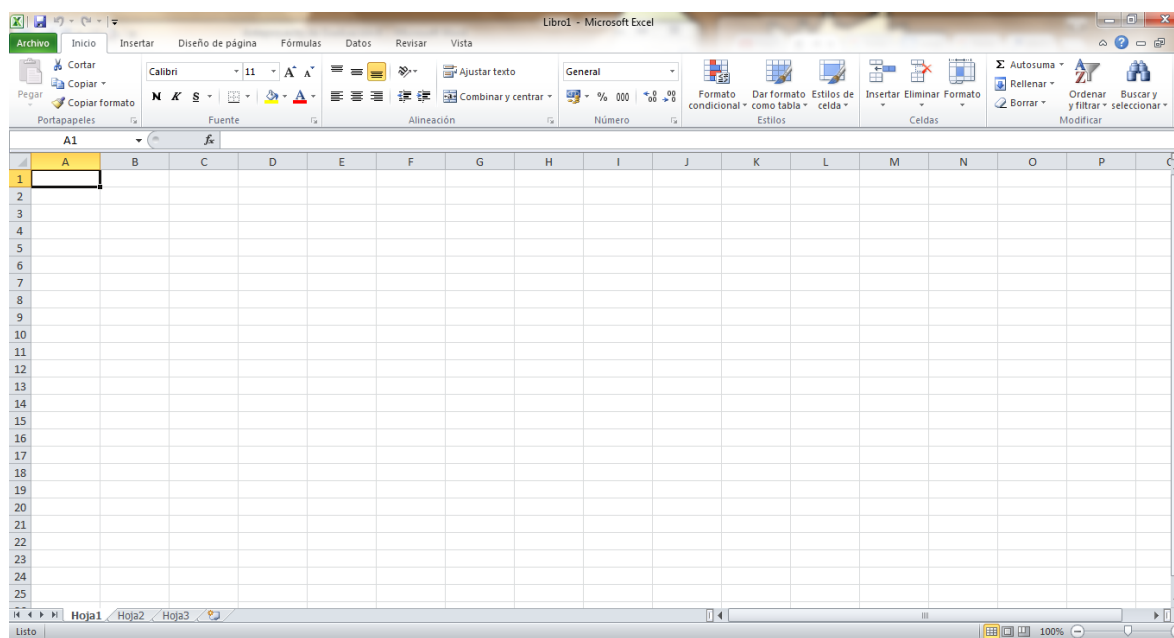 Libro1 - Microsoft Excel
Archivo Inicio Insertar Diseño de página Fórmulas Datos Revisar Vista
Pegar
Cortar
Copiar
Copiar formato
Portapapeles
Calibri 11
N K S
Fuente
Ajustar texto
Combinar y centrar
Alineación
General
% 000
Número
Formato condicional
Dar formato como tabla
Estilos de celda
Estilos
Insertar Eliminar Formato
Celdas
Σ Autosuma
Rellenar
Borrar
Ordenar y filtrar
Buscar y seleccionar
Modificar
A1 fx
A B C D E F G H I J K L M N O P
1
2
3
4
5
6
7
8
9
10
11
12
13
14
15
16
17
18
19
20
21
22
23
24
25
Hoja1 Hoja2 Hoja3
Listo 100%